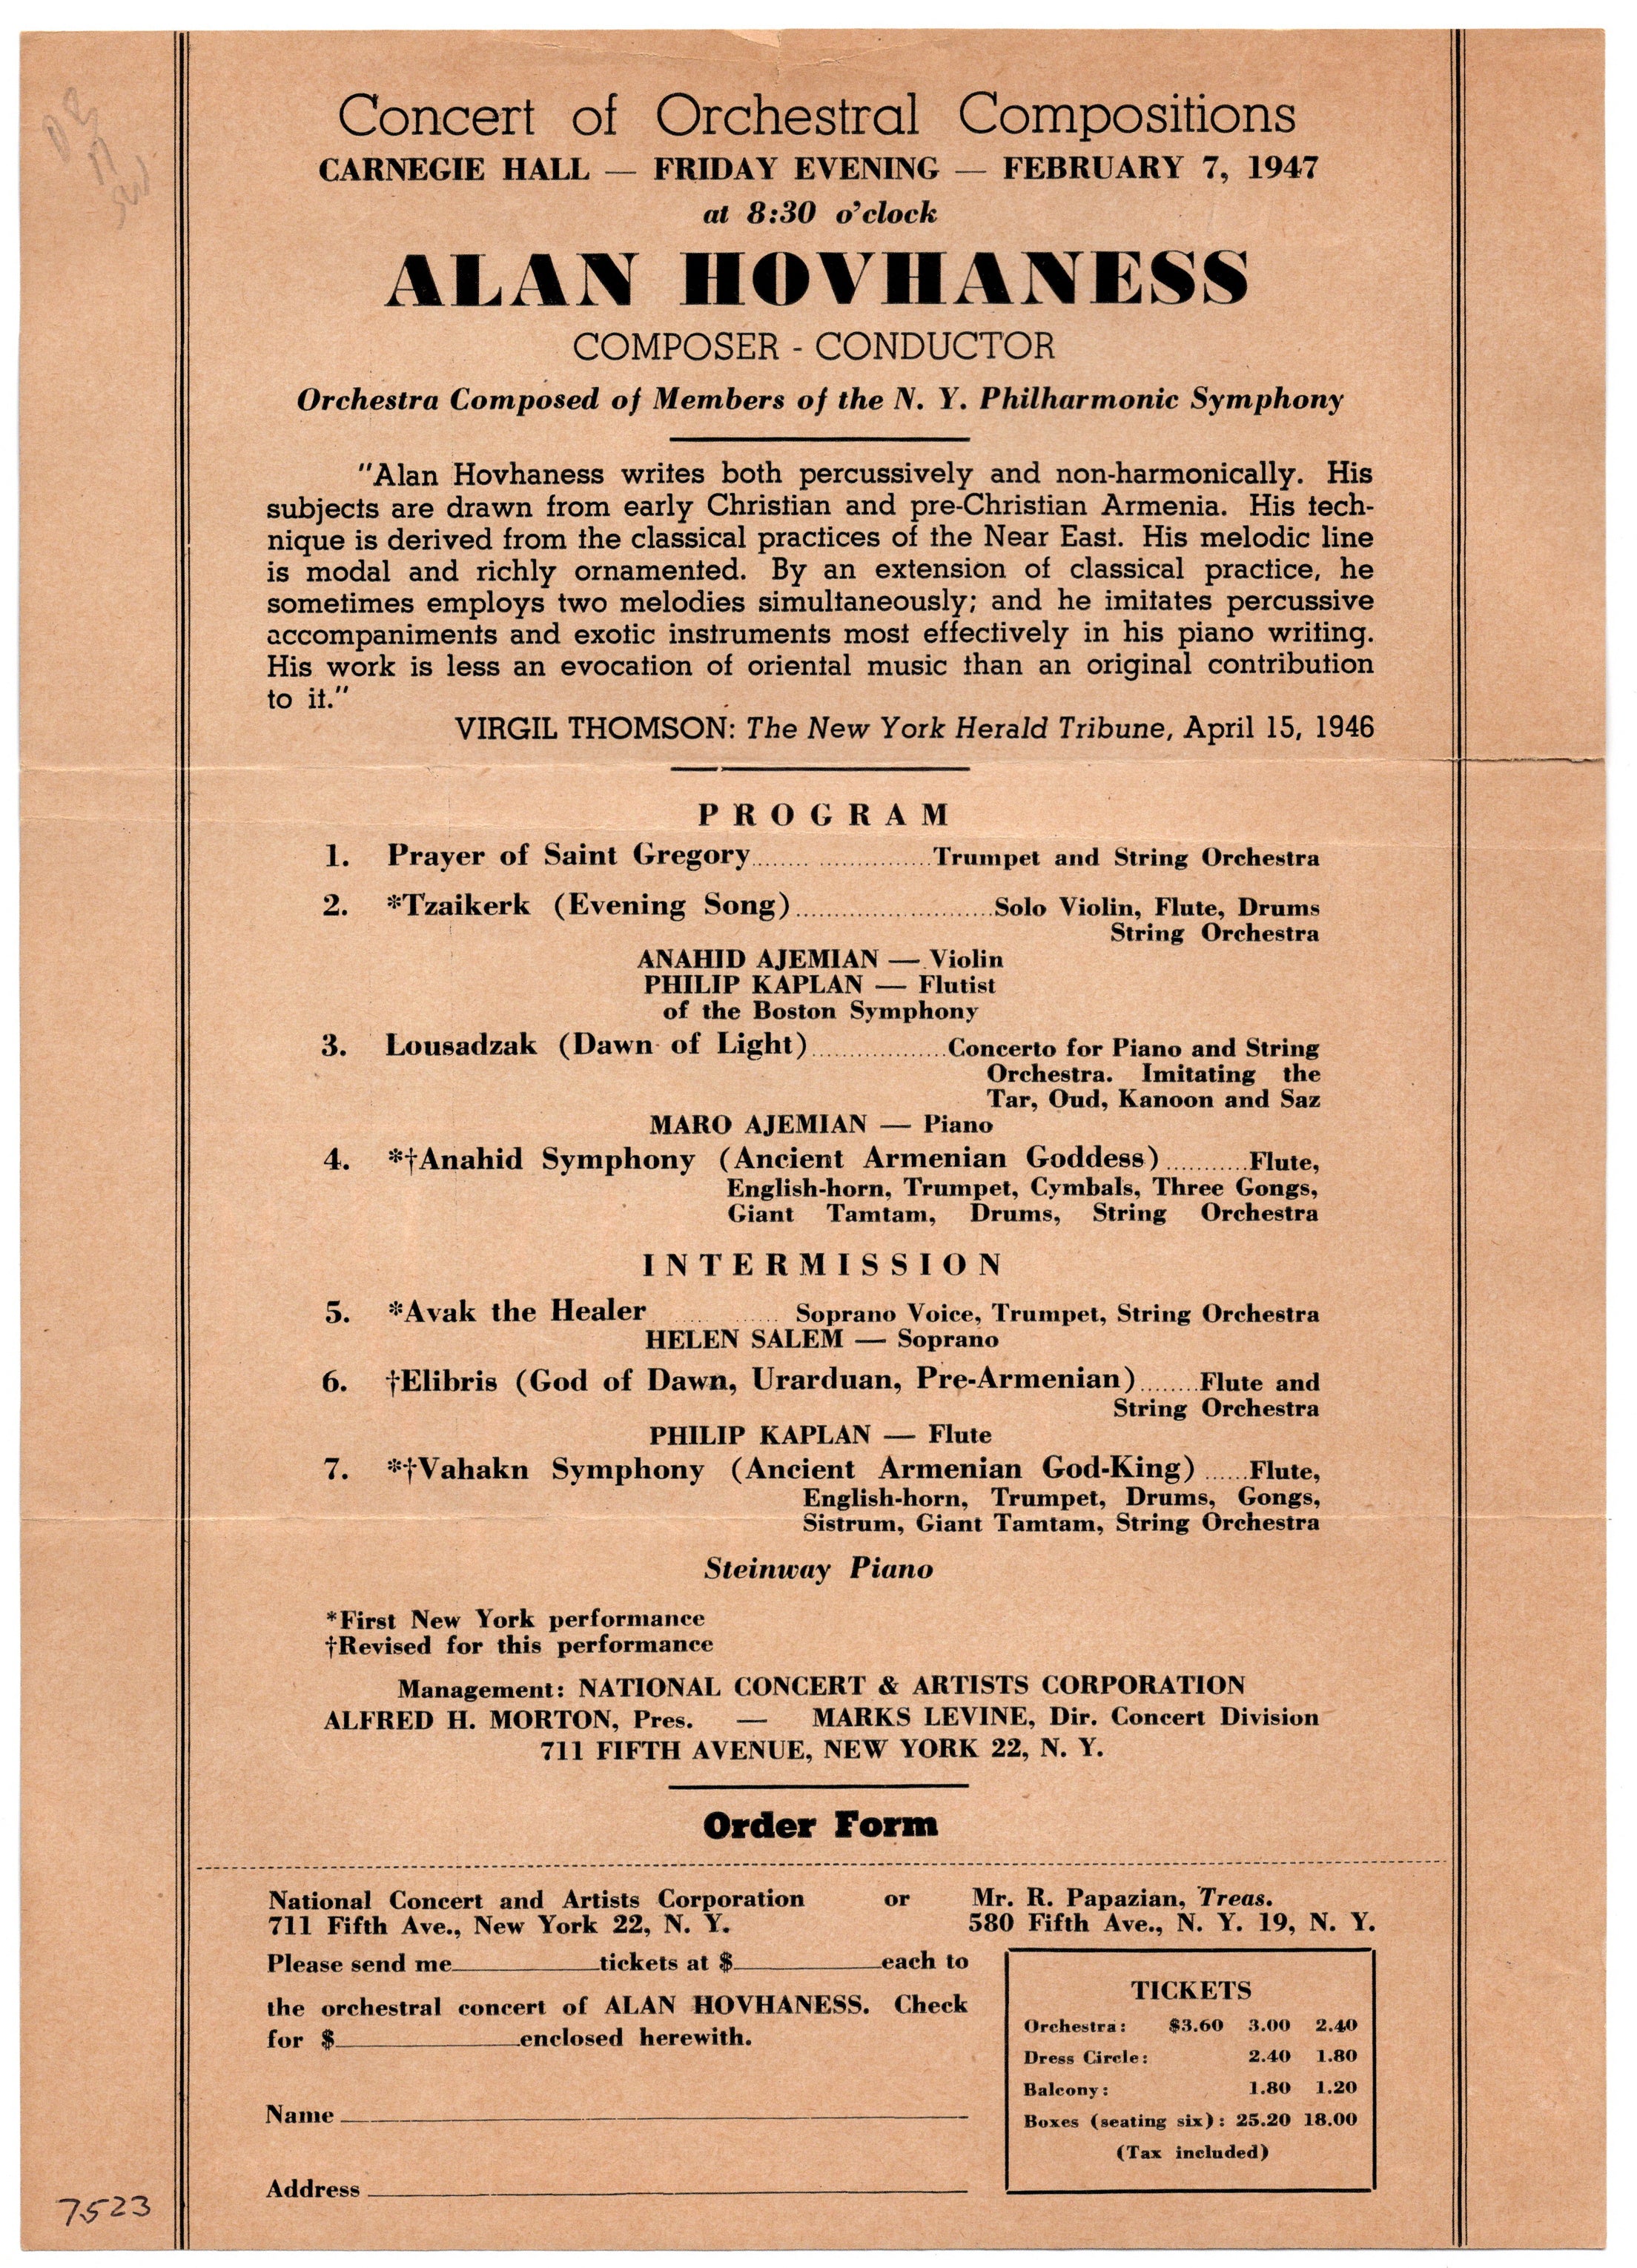 Concert of Orchestral Compositions
CARNEGIE HALL — FRIDAY EVENING — FEBRUARY 7, 1947
at 8:30 o'clock
ALAN HOVHANESS
COMPOSER - CONDUCTOR
Orchestra Composed of Members of the N. Y. Philharmonic Symphony
"Alan Hovhaness writes both percussively and non-harmonically. His
subjects are drawn from early Christian and pre-Christian Armenia. His tech-
nique is derived from the classical practices of the Near East. His melodic line
is modal and richly ornamented. By an extension of classical practice, he
sometimes employs two melodies simultaneously; and he imitates percussive
accompaniments and exotic instruments most effectively in his piano writing.
His work is less an evocation of oriental music than an original contribution
to it."
VIRGIL THOMSON: The New York Herald Tribune, April 15, 1946
PROGRAM
1. Prayer of Saint Gregory........ ................Trumpet and String Orchestra
2. *Tzaikerk (Evening Song)........................Solo Violin, Flute, Drums
String Orchestra
ANAHID AJEMIAN — Violin
PHILIP KAPLAN — Flutist
of the Boston Symphony
3. Lousadzak (Dawn of Light)................Concerto for Piano and String
Orchestra. Imitating the
Tar, Oud, Kanoon and Saz
MARO AJEMIAN — Piano
4. *†Anahid Symphony (Ancient Armenian Goddess)..........Flute,
English-horn, Trumpet, Cymbals, Three Gongs,
Giant Tamtam, Drums, String Orchestra
INTERMISSION
5. *Avak the Healer ........ Soprano Voice, Trumpet, String Orchestra
HELEN SALEM — Soprano
6. †Elibris (God of Dawn, Urarduan, Pre-Armenian).......Flute and
String Orchestra
PHILIP KAPLAN — Flute
7. *†Vahakn Symphony (Ancient Armenian God-King)......Flute,
English-horn, Trumpet, Drums, Gongs,
Sistrum, Giant Tamtam, String Orchestra
Steinway Piano
*First New York performance
†Revised for this performance
Management: NATIONAL CONCERT & ARTISTS CORPORATION
ALFRED H. MORTON, Pres. — MARKS LEVINE, Dir. Concert Division
711 FIFTH AVENUE, NEW YORK 22, N. Y.
Order Form
National Concert and Artists Corporation or Mr. R. Papazian, Treas.
711 Fifth Ave., New York 22, N. Y. 580 Fifth Ave., N. Y. 19, N. Y.
Please send me__________tickets at $__________each to
the orchestral concert of ALAN HOVHANESS. Check
for $____________enclosed herewith.
Name
Address
TICKETS
Orchestra: $3.60 3.00 2.40
Dress Circle: 2.40 1.80
Balcony: 1.80 1.20
Boxes (seating six): 25.20 18.00
(Tax included)
7523